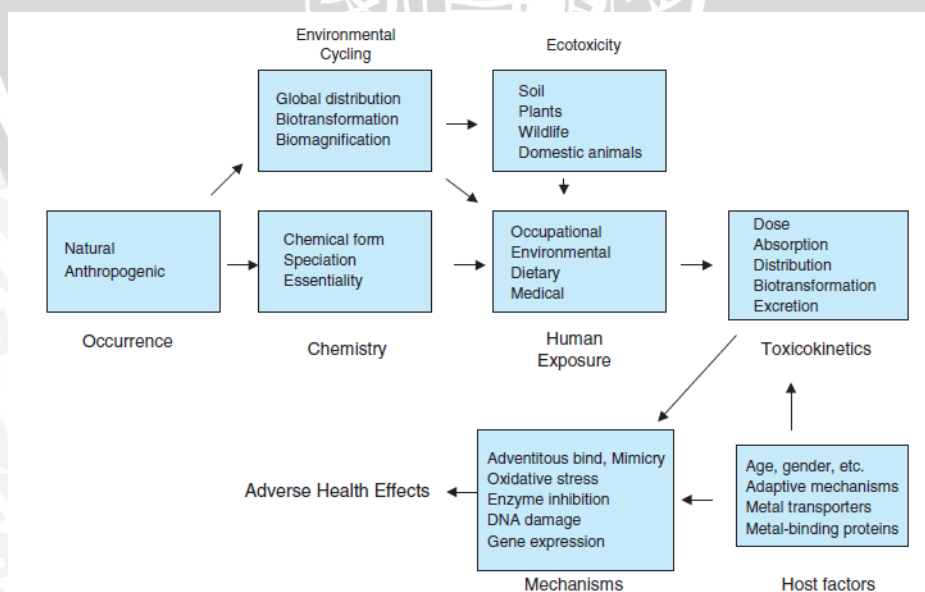 Environmental
Cycling
Ecotoxicity
Global distribution
Biotransformation
Biomagnification
Soil
Plants
Wildlife
Domestic animals
Natural
Anthropogenic
Chemical form
Speciation
Essentiality
Occupational
Environmental
Dietary
Medical
Dose
Absorption
Distribution
Biotransformation
Excretion
Occurrence
Chemistry
Human
Exposure
Toxicokinetics
Adverse Health Effects
Adventitous bind, Mimicry
Oxidative stress
Enzyme inhibition
DNA damage
Gene expression
Age, gender, etc.
Adaptive mechanisms
Metal transporters
Metal-binding proteins
Mechanisms
Host factors